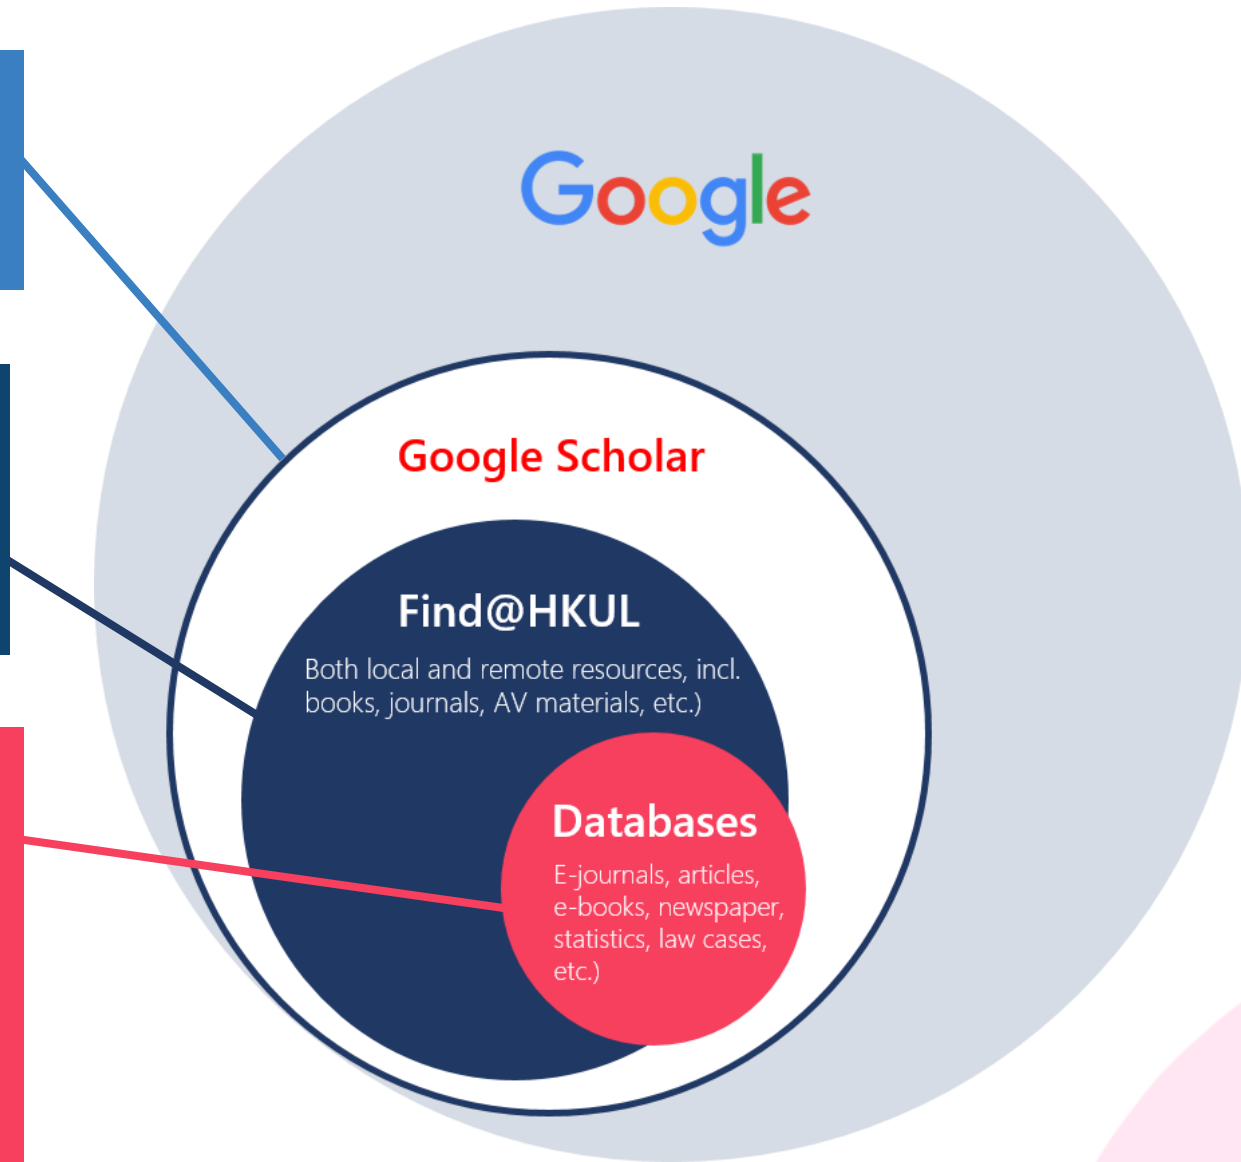 Google
Google Scholar
Find@HKUL
Both local and remote resources, incl.
books, journals, AV materials, etc.)
Databases
E-journals, articles,
e-books, newspaper,
statistics, law cases,
etc.)